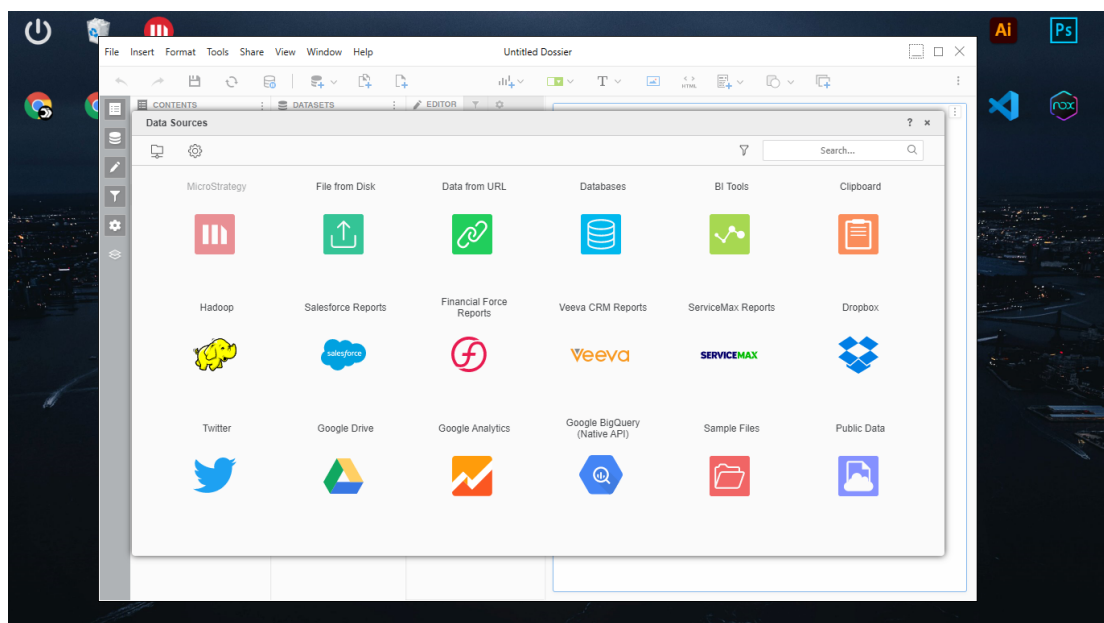 Ai
Ps
File Insert Format Tools Share View Window Help
Untitled Dossier
T
HTML
CONTENTS
DATASETS
EDITOR
nox
Data Sources
?
Search...
MicroStrategy
File from Disk
Data from URL
Databases
BI Tools
Clipboard
Hadoop
Salesforce Reports
Financial Force
Reports
Veeva CRM Reports
ServiceMax Reports
Dropbox
salesforce
Veeva
SERVICEMAX
Twitter
Google Drive
Google Analytics
Google BigQuery
(Native API)
Sample Files
Public Data